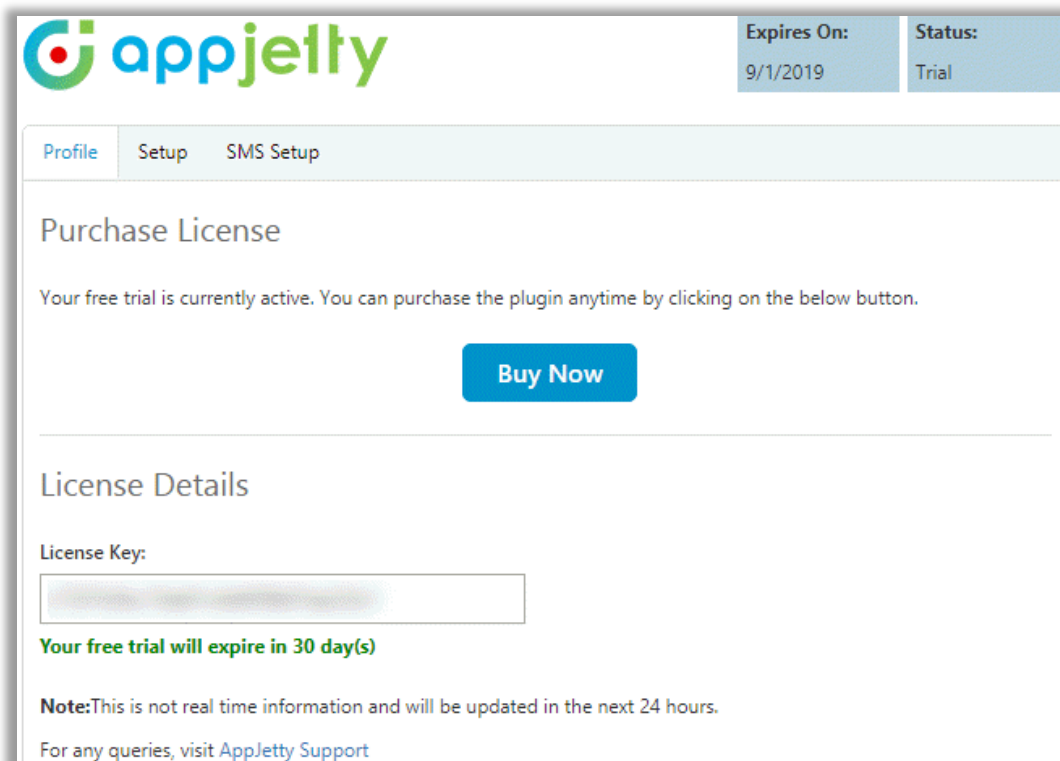 appjetty
Expires On:
9/1/2019
Status:
Trial
Profile
Setup
SMS Setup
Purchase License
Your free trial is currently active. You can purchase the plugin anytime by clicking on the below button.
Buy Now
License Details
License Key:
Your free trial will expire in 30 day(s)
Note:This is not real time information and will be updated in the next 24 hours.
For any queries, visit AppJetty Support